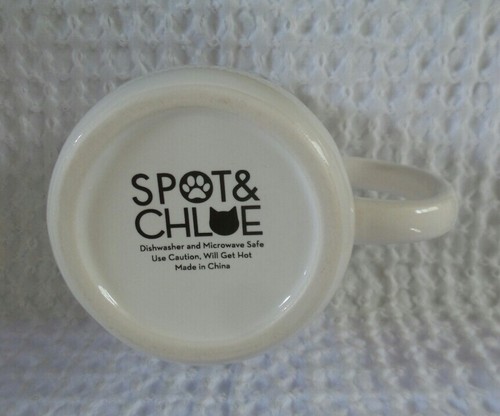 SPOT&
CHLOE
Dishwasher and Microwave Safe
Use Caution, Will Get Hot
Made in China